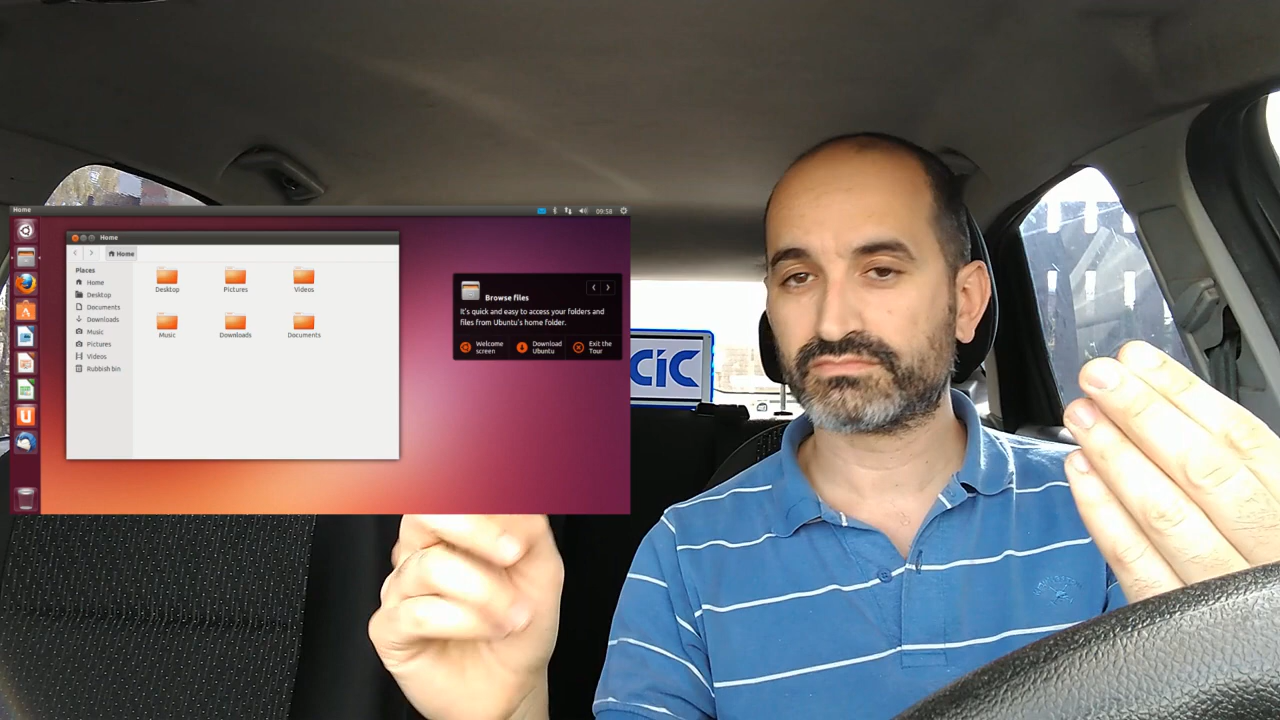 Home
09:58
Home
Home
Places
Home
Desktop
Documents
Downloads
Music
Pictures
Videos
Rubbish bin
Desktop
Pictures
Videos
Music
Downloads
Documents
Browse files
It's quick and easy to access your folders and
files from Ubuntu's home folder.
Welcome
screen
Download
Ubuntu
Exit the
Tour
CíC